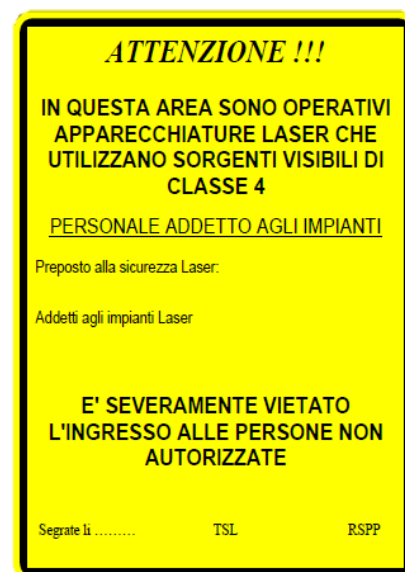 ATTENZIONE !!!
IN QUESTA AREA SONO OPERATIVI
APPARECCHIATURE LASER CHE
UTILIZZANO SORGENTI VISIBILI DI
CLASSE 4
PERSONALE ADDETTO AGLI IMPIANTI
Preposto alla sicurezza Laser:
Addetti agli impianti Laser
E' SEVERAMENTE VIETATO
L'INGRESSO ALLE PERSONE NON
AUTORIZZATE
Segrate li ......... TSL RSPP